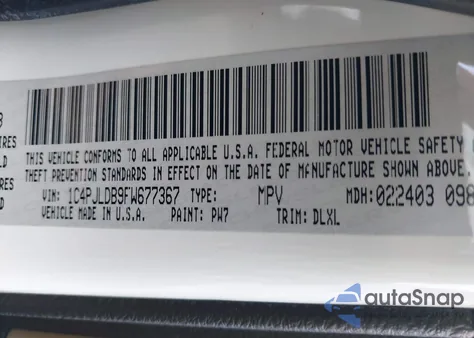 THIS VEHICLE CONFORMS TO ALL APPLICABLE U.S.A. FEDERAL MOTOR VEHICLE SAFETY
THEFT PREVENTION STANDARDS IN EFFECT ON THE DATE OF MANUFACTURE SHOWN ABOVE.
VIN: 1C4PJLDB9FW677367 TYPE: MPV MDH: 022403 098
VEHICLE MADE IN U.S.A. PAINT: PW7 TRIM: DLXL
autoSnap